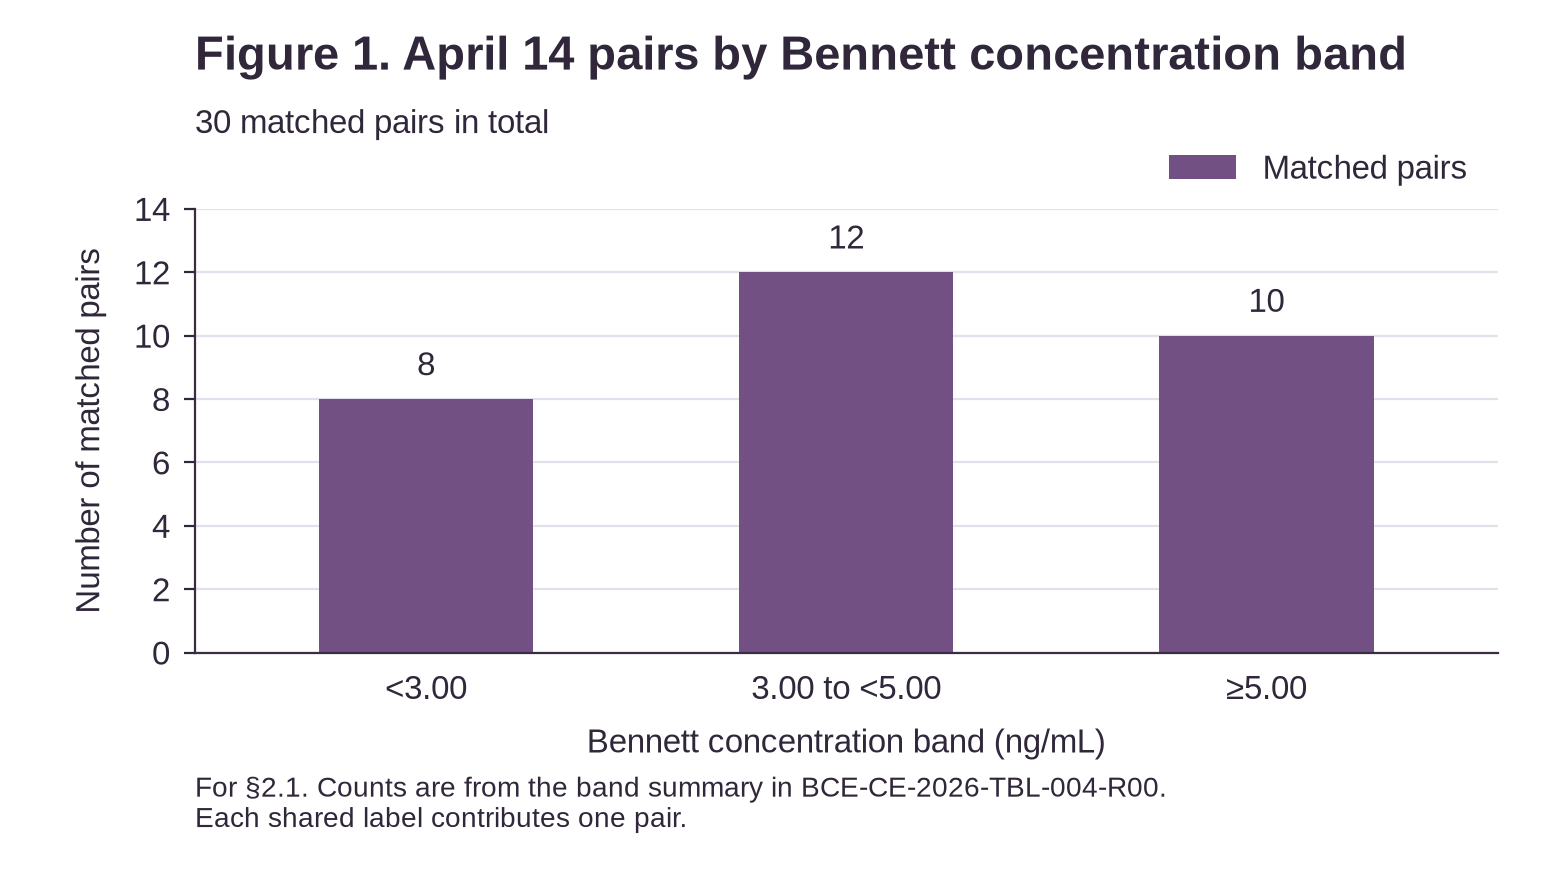 Figure 1. April 14 pairs by Bennett concentration band
30 matched pairs in total
Matched pairs
Number of matched pairs
14
12
10
8
6
4
2
0
8
12
10
<3.00
3.00 to <5.00
≥5.00
Bennett concentration band (ng/mL)
For §2.1. Counts are from the band summary in BCE-CE-2026-TBL-004-R00.
Each shared label contributes one pair.